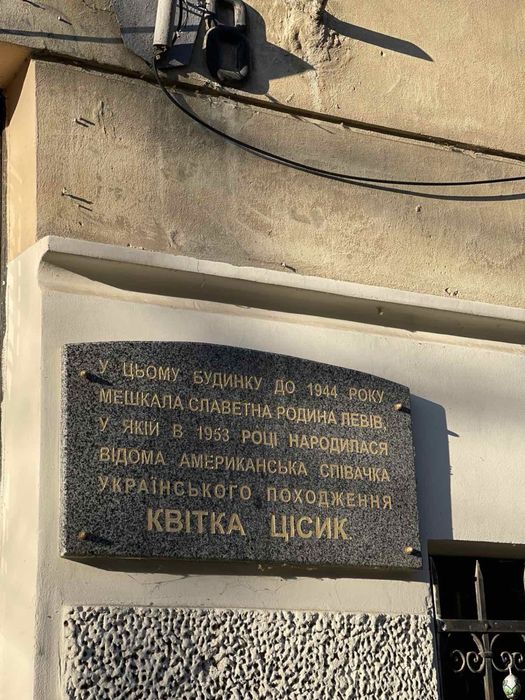 У ЦЬОМУ БУДИНКУ ДО 1944 РОКУ
МЕШКАЛА СЛАВЕТНА РОДИНА ЛЕВІВ,
У ЯКІЙ В 1953 РОЦІ НАРОДИЛАСЯ
ВІДОМА АМЕРИКАНСЬКА СПІВАЧКА
УКРАЇНСЬКОГО ПОХОДЖЕННЯ
КВІТКА ЦІСИК